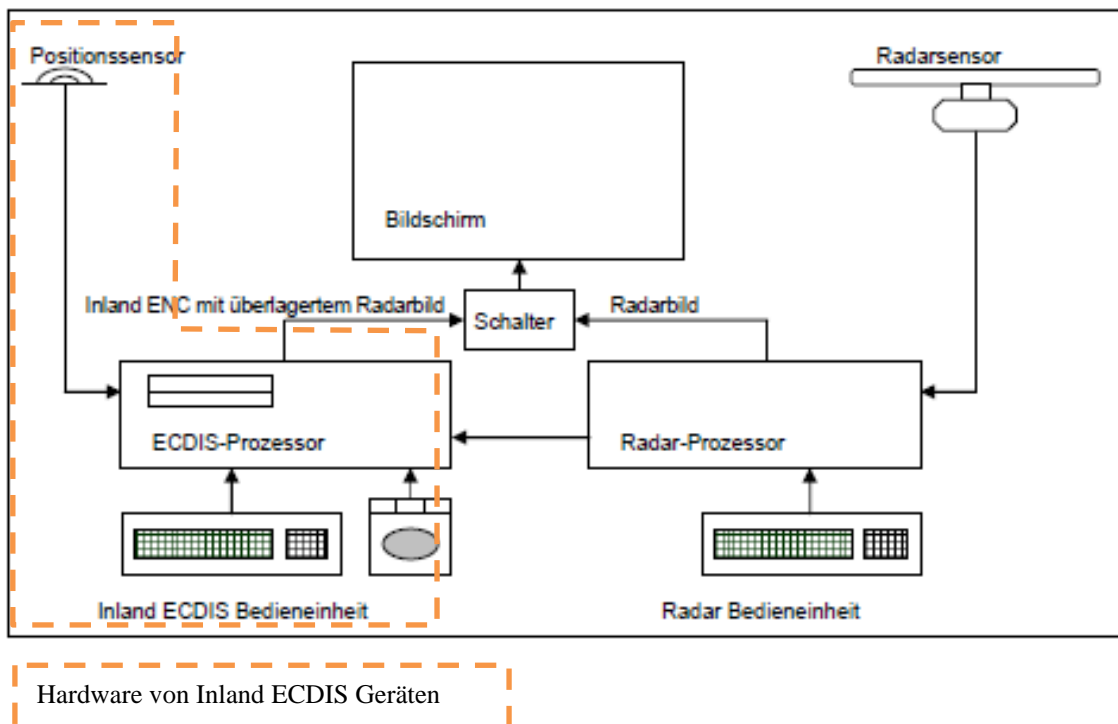 Positionssensor
Radarsensor
Bildschirm
Inland ENC mit überlagertem Radarbild
Schalter
Radarbild
ECDIS-Prozessor
Radar-Prozessor
Inland ECDIS Bedieneinheit
Radar Bedieneinheit
Hardware von Inland ECDIS Geräten